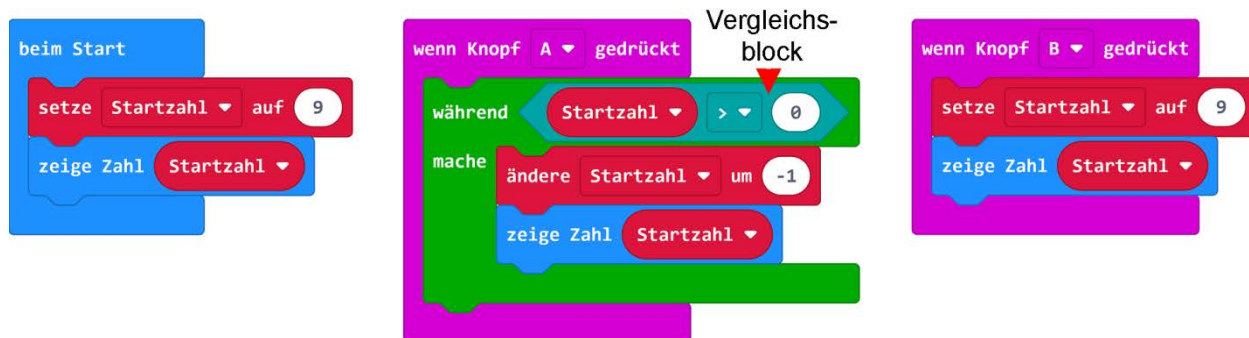 beim Start
setze Startzahl auf 9
zeige Zahl Startzahl
Vergleichs-
block
wenn Knopf A gedrückt
während Startzahl > 0
mache
ändere Startzahl um -1
zeige Zahl Startzahl
wenn Knopf B gedrückt
setze Startzahl auf 9
zeige Zahl Startzahl